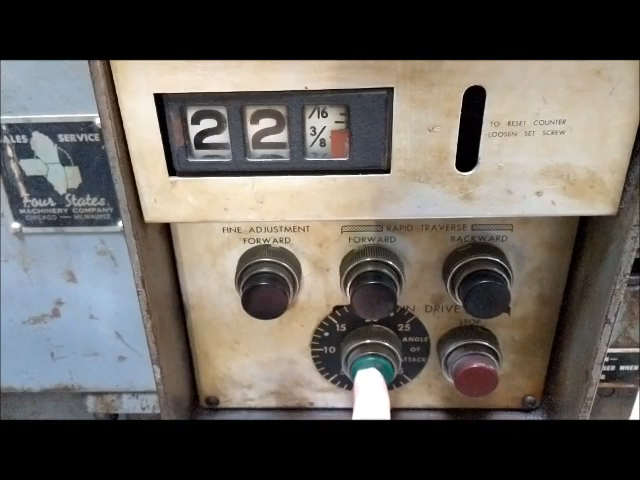 2 2 /16
3/8
TO RESET COUNTER
LOOSEN SET SCREW
SALES SERVICE
Four States
MACHINERY COMPANY
CHICAGO — MILWAUKEE
FINE ADJUSTMENT
FORWARD
RAPID TRAVERSE
FORWARD
BACKWARD
DRIVE
STOP
15
25
10
ANGLE
OF
ATTACK